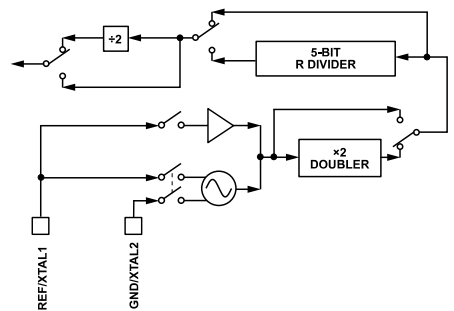 ÷2
5-BIT
R DIVIDER
×2
DOUBLER
REF/XTAL1
GND/XTAL2